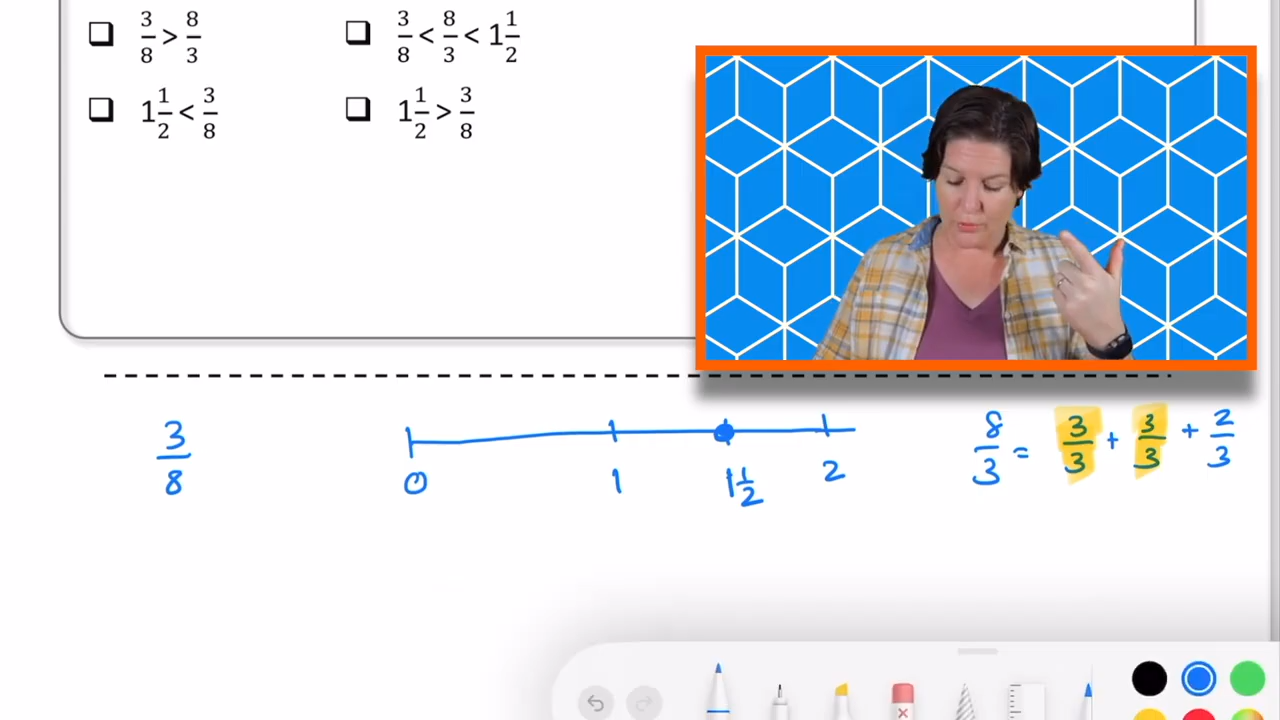 ❑ 3/8 > 8/3 ❑ 3/8 < 8/3 < 1 1/2
❑ 1 1/2 < 3/8 ❑ 1 1/2 > 3/8
3/8
0 1 1 1/2 2
8/3 = 3/3 + 3/3 + 2/3